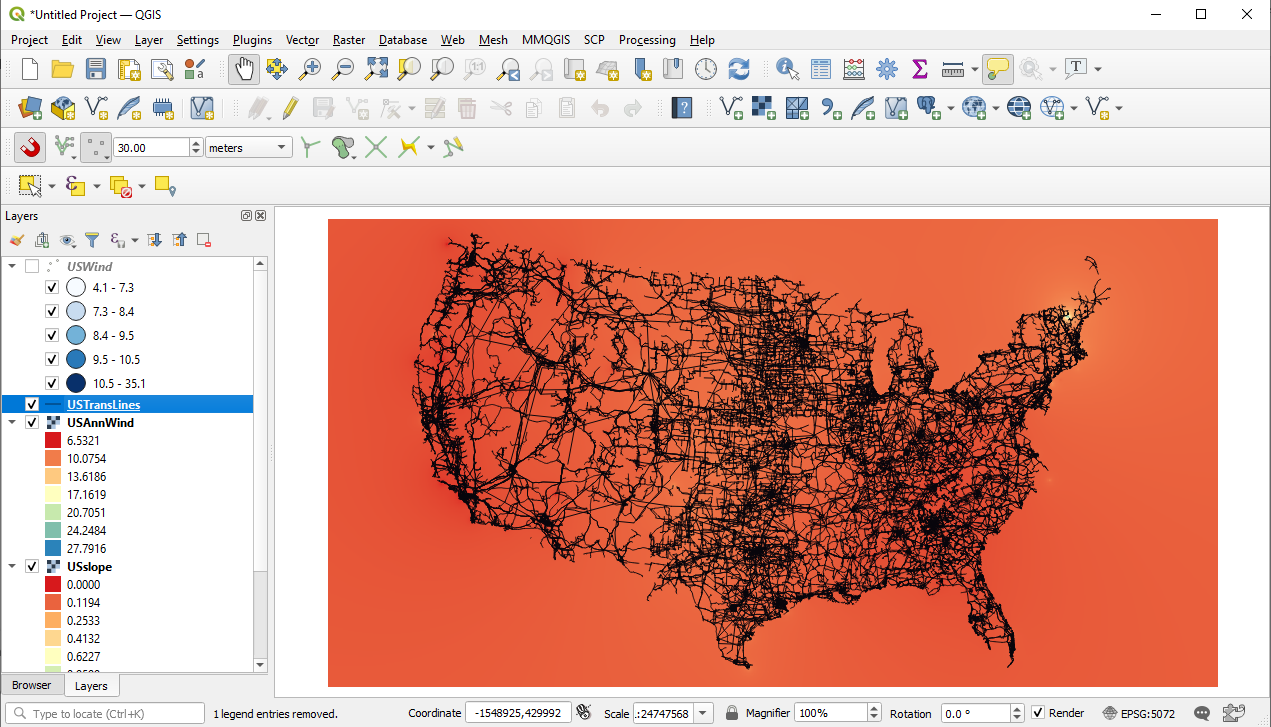 *Untitled Project — QGIS
Project Edit View Layer Settings Plugins Vector Raster Database Web Mesh MMQGIS SCP Processing Help
1:1
T
30.00 meters
?
Layers
USWind
4.1 - 7.3
7.3 - 8.4
8.4 - 9.5
9.5 - 10.5
10.5 - 35.1
USTransLines
USAnnWind
6.5321
10.0754
13.6186
17.1619
20.7051
24.2484
27.7916
USslope
0.0000
0.1194
0.2533
0.4132
0.6227
Browser Layers
Type to locate (Ctrl+K) 1 legend entries removed. Coordinate -1548925,429992 Scale .:24747568 Magnifier 100% Rotation 0.0 ° Render EPSG:5072